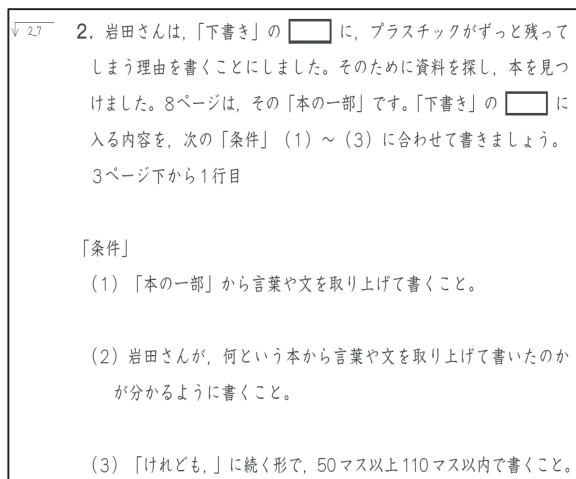 ↓2_7
2. 岩田さんは,「下書き」の に, プラスチックがずっと残って
しまう理由を書くことにしました。そのために資料を探し, 本を見つ
けました。8ページは, その「本の一部」です。「下書き」の に
入る内容を, 次の「条件」(1) ~ (3) に合わせて書きましょう。
3ページ下から1行目
「条件」
(1) 「本の一部」から言葉や文を取り上げて書くこと。
(2) 岩田さんが, 何という本から言葉や文を取り上げて書いたのか
が分かるように書くこと。
(3) 「けれども,」に続く形で, 50マス以上110マス以内で書くこと。